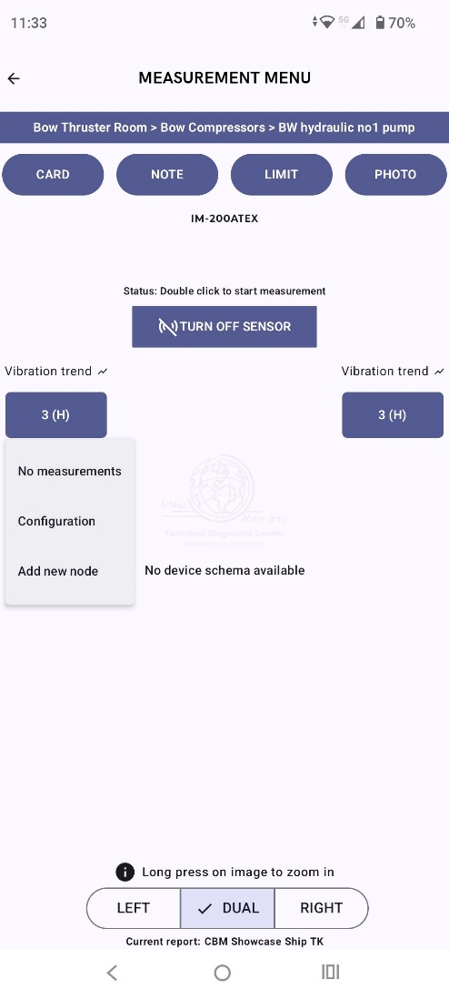 11:33
5G
70%
MEASUREMENT MENU
Bow Thruster Room > Bow Compressors > BW hydraulic no1 pump
CARD
NOTE
LIMIT
PHOTO
IM-200ATEX
Status: Double click to start measurement
TURN OFF SENSOR
Vibration trend
Vibration trend
3 (H)
3 (H)
No measurements
Configuration
Add new node
Marine
Technical Diagnostic Center
No device schema available
Long press on image to zoom in
LEFT
DUAL
RIGHT
Current report: CBM Showcase Ship TK